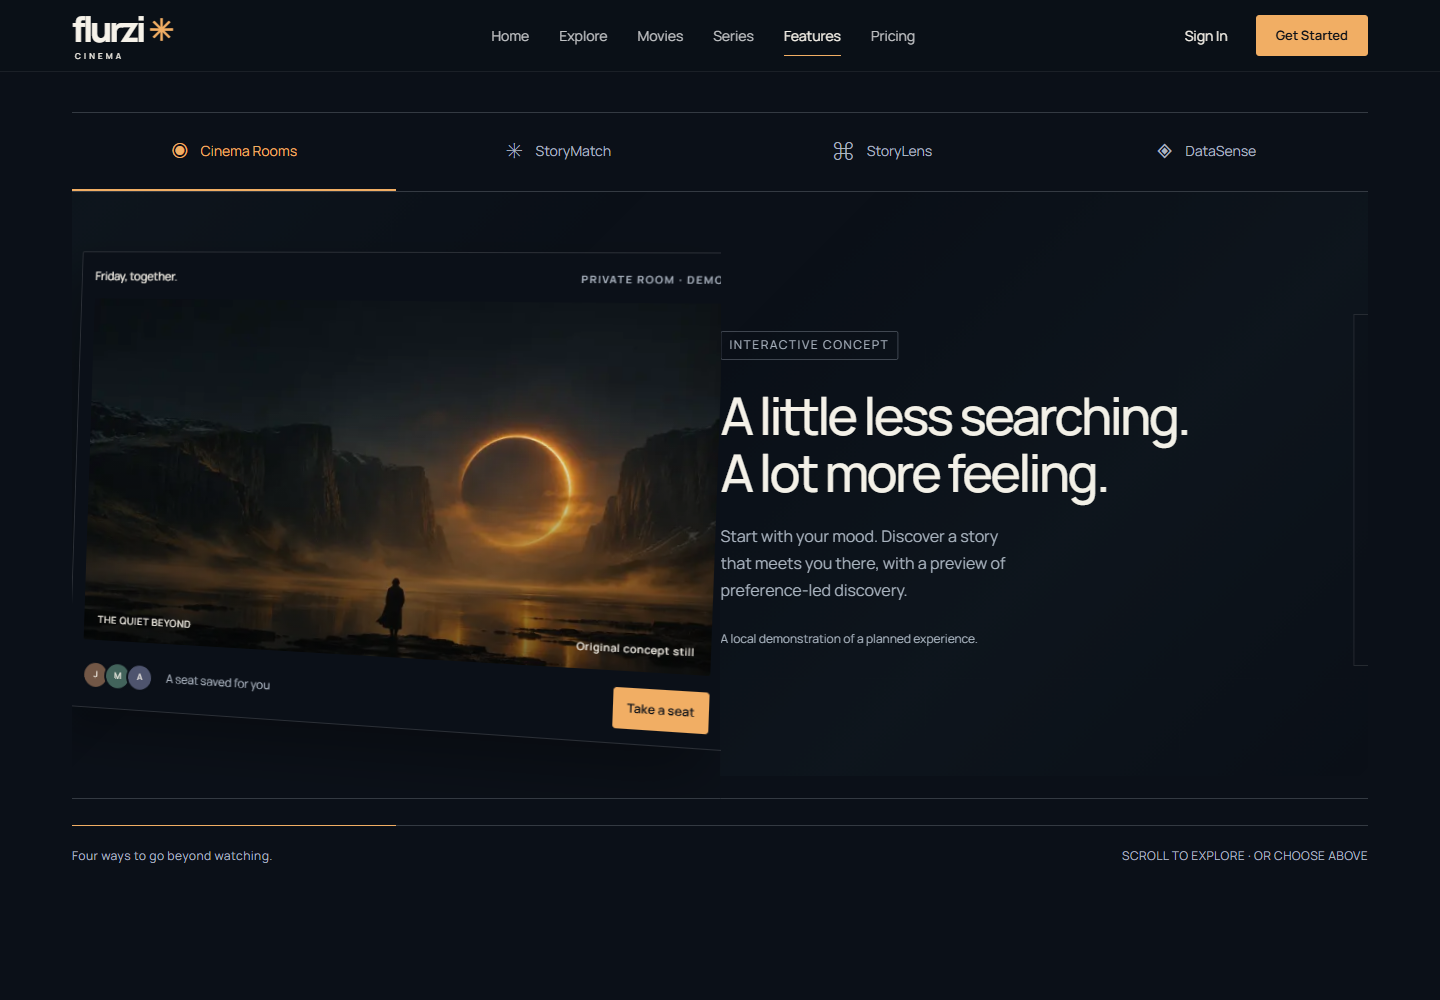 flurzi
CINEMA
Home
Explore
Movies
Series
Features
Pricing
Sign In
Get Started
Cinema Rooms
StoryMatch
StoryLens
DataSense
Friday, together.
PRIVATE ROOM · DEMO
THE QUIET BEYOND
Original concept still
J
M
A
A seat saved for you
Take a seat
INTERACTIVE CONCEPT
A little less searching.
A lot more feeling.
Start with your mood. Discover a story
that meets you there, with a preview of
preference-led discovery.
A local demonstration of a planned experience.
Four ways to go beyond watching.
SCROLL TO EXPLORE · OR CHOOSE ABOVE